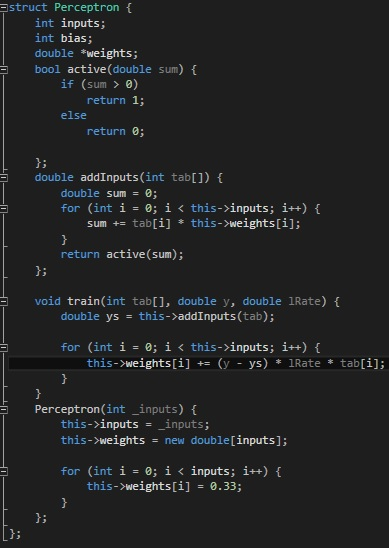 struct Perceptron {
    int inputs;
    int bias;
    double *weights;
    bool active(double sum) {
        if (sum > 0)
            return 1;
        else
            return 0;

    };
    double addInputs(int tab[]) {
        double sum = 0;
        for (int i = 0; i < this->inputs; i++) {
            sum += tab[i] * this->weights[i];
        }
        return active(sum);
    };

    void train(int tab[], double y, double lRate) {
        double ys = this->addInputs(tab);

        for (int i = 0; i < this->inputs; i++) {
            this->weights[i] += (y - ys) * lRate * tab[i];
        }
    }
    Perceptron(int _inputs) {
        this->inputs = _inputs;
        this->weights = new double[inputs];

        for (int i = 0; i < inputs; i++) {
            this->weights[i] = 0.33;
        }
    };
};